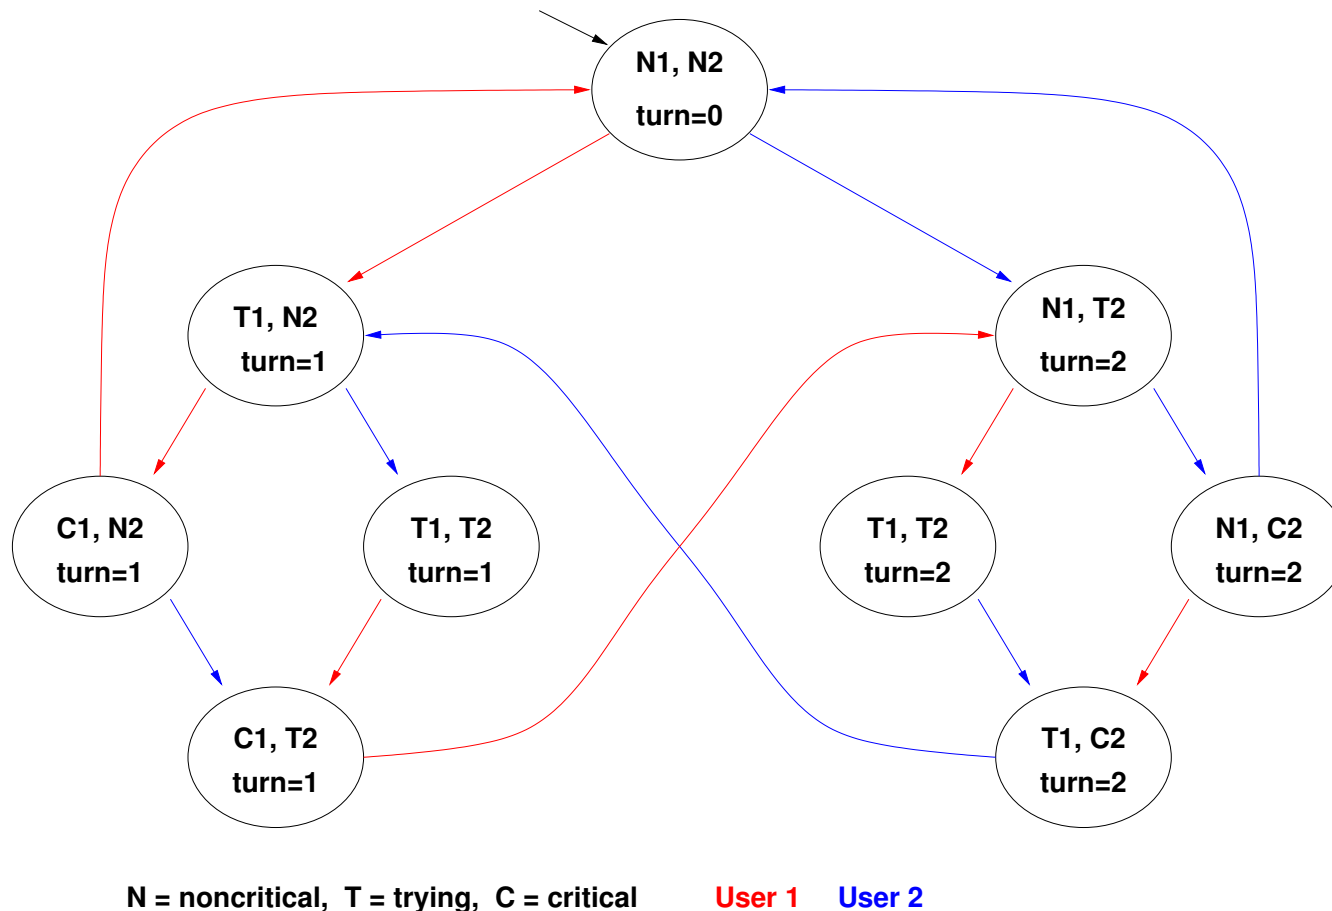 N1, N2
turn=0
T1, N2
turn=1
N1, T2
turn=2
C1, N2
turn=1
T1, T2
turn=1
T1, T2
turn=2
N1, C2
turn=2
C1, T2
turn=1
T1, C2
turn=2
N = noncritical, T = trying, C = critical User 1 User 2